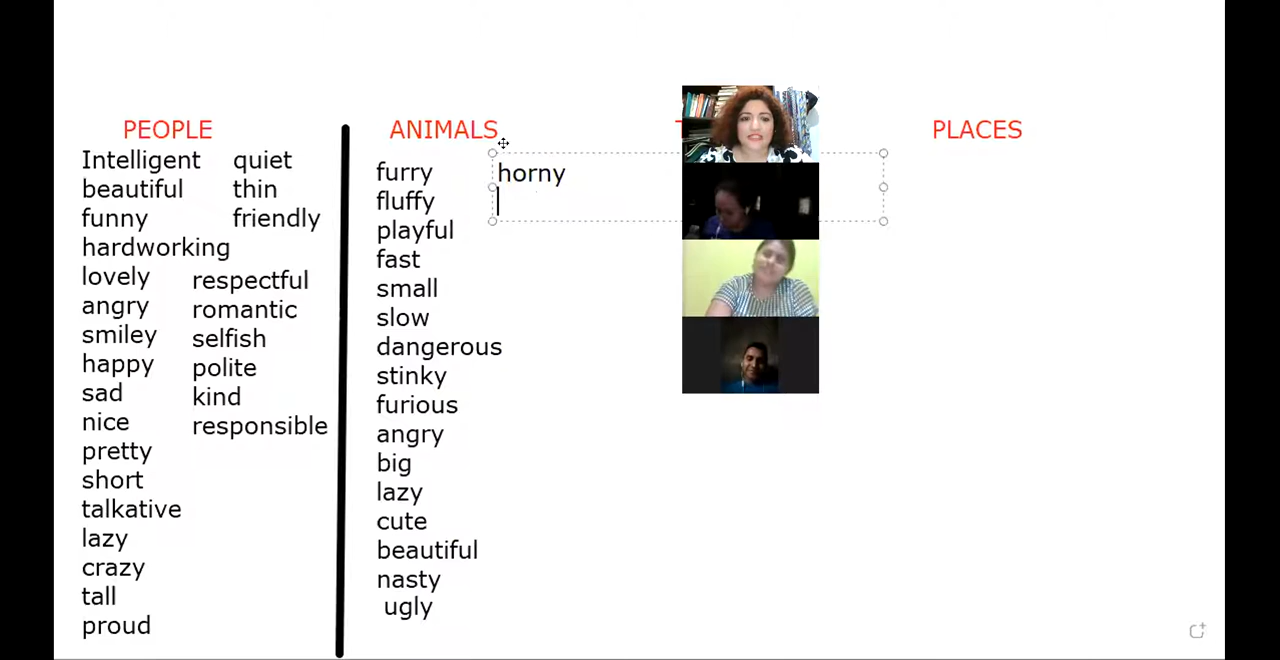 PEOPLE
Intelligent
beautiful
funny
hardworking
lovely
angry
smiley
happy
sad
nice
pretty
short
talkative
lazy
crazy
tall
proud
quiet
thin
friendly
respectful
romantic
selfish
polite
kind
responsible
ANIMALS
furry
fluffy
playful
fast
small
slow
dangerous
stinky
furious
angry
big
lazy
cute
beautiful
nasty
ugly
horny
PLACES